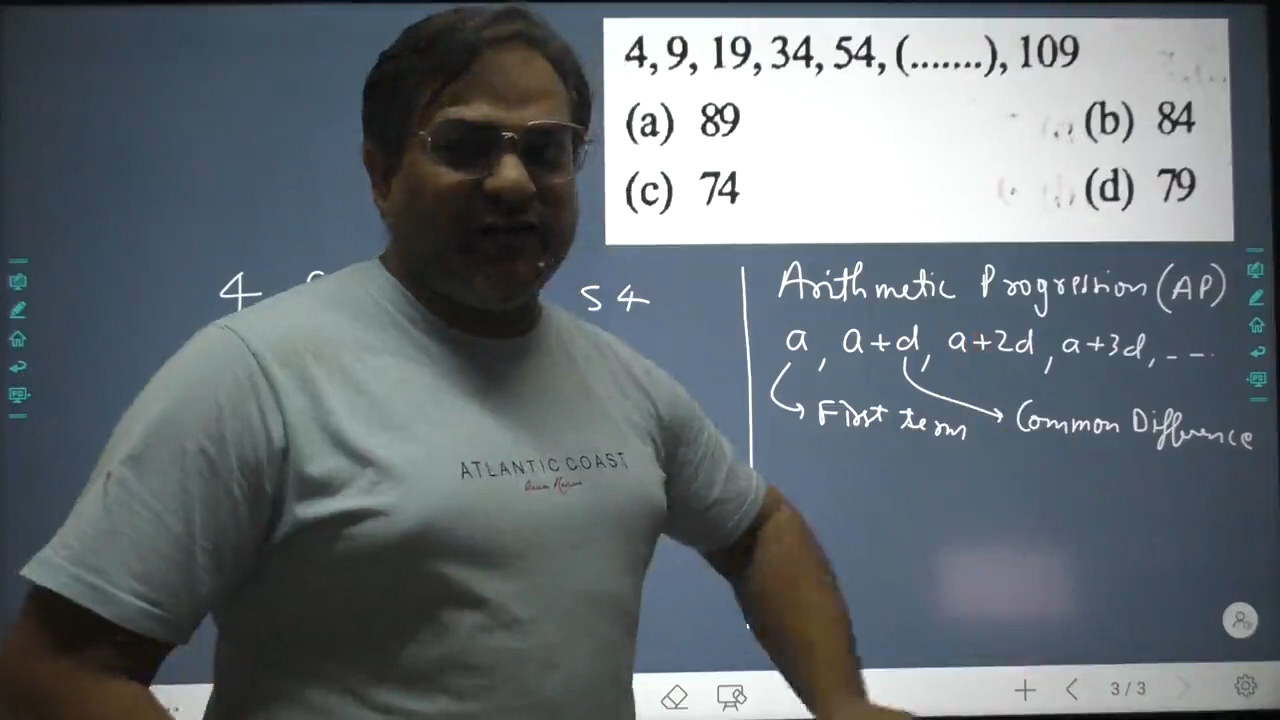 4, 9, 19, 34, 54, (.......), 109
(a) 89
(b) 84
(c) 74
(d) 79
4
54
Arithmetic Progression (AP)
a, a+d, a+2d, a+3d, ---
First term
Common Difference
ATLANTIC COAST
3/3